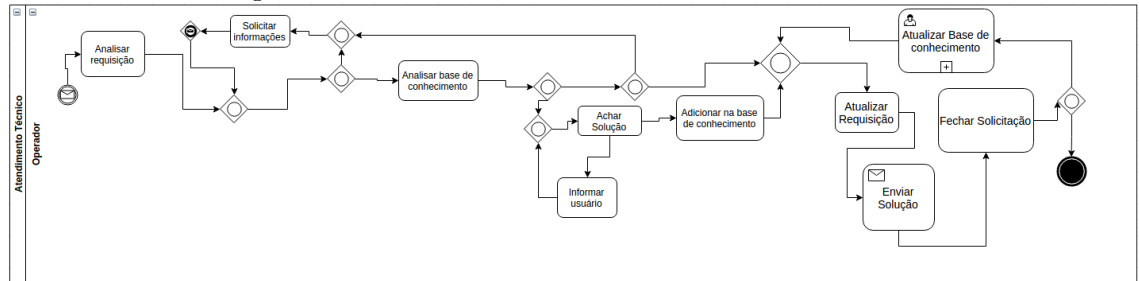 Atendimento Técnico
Operador
Analisar
requisição
Solicitar
informações
Analisar base de
conhecimento
Achar
Solução
Informar
usuário
Adicionar na base
de conhecimento
Atualizar Base de
conhecimento
Atualizar
Requisição
Enviar
Solução
Fechar Solicitação